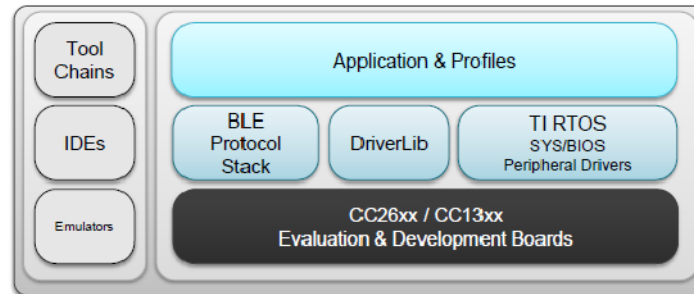 Tool
Chains
IDEs
Emulators
Application & Profiles
BLE
Protocol
Stack
DriverLib
TI RTOS
SYS/BIOS
Peripheral Drivers
CC26xx / CC13xx
Evaluation & Development Boards